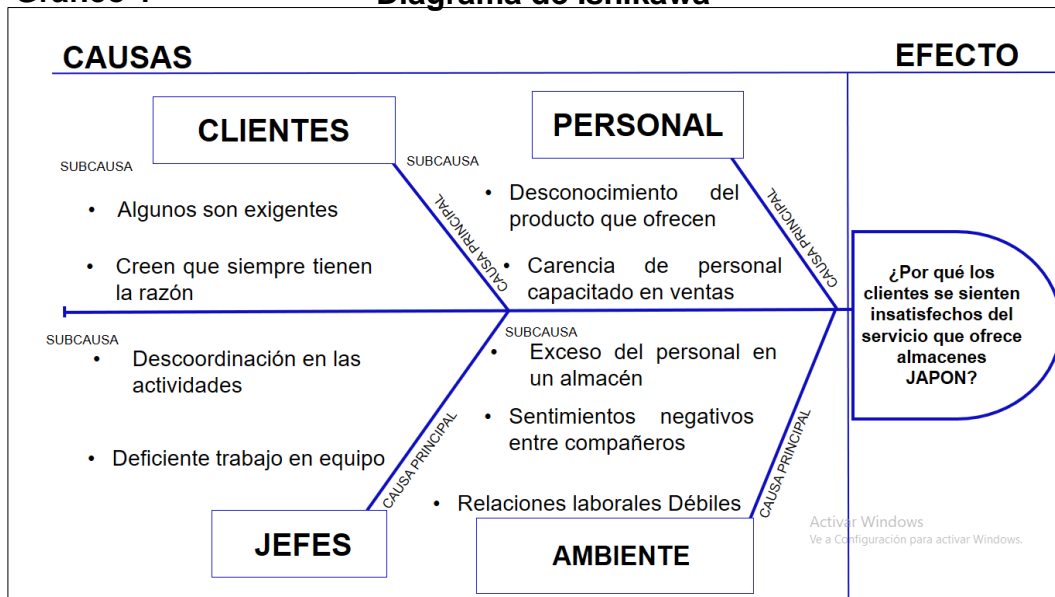 Gráfico 1
Diagrama de Ishikawa
CAUSAS
EFECTO
CLIENTES
PERSONAL
SUBCAUSA
• Algunos son exigentes
• Creen que siempre tienen
la razón
CAUSA PRINCIPAL
SUBCAUSA
• Desconocimiento del
producto que ofrecen
• Carencia de personal
capacitado en ventas
CAUSA PRINCIPAL
¿Por qué los
clientes se sienten
insatisfechos del
servicio que ofrece
almacenes
JAPON?
SUBCAUSA
• Descoordinación en las
actividades
• Deficiente trabajo en equipo
CAUSA PRINCIPAL
SUBCAUSA
• Exceso del personal en
un almacén
• Sentimientos negativos
entre compañeros
• Relaciones laborales Débiles
CAUSA PRINCIPAL
JEFES
AMBIENTE
Activar Windows
Ve a Configuración para activar Windows.